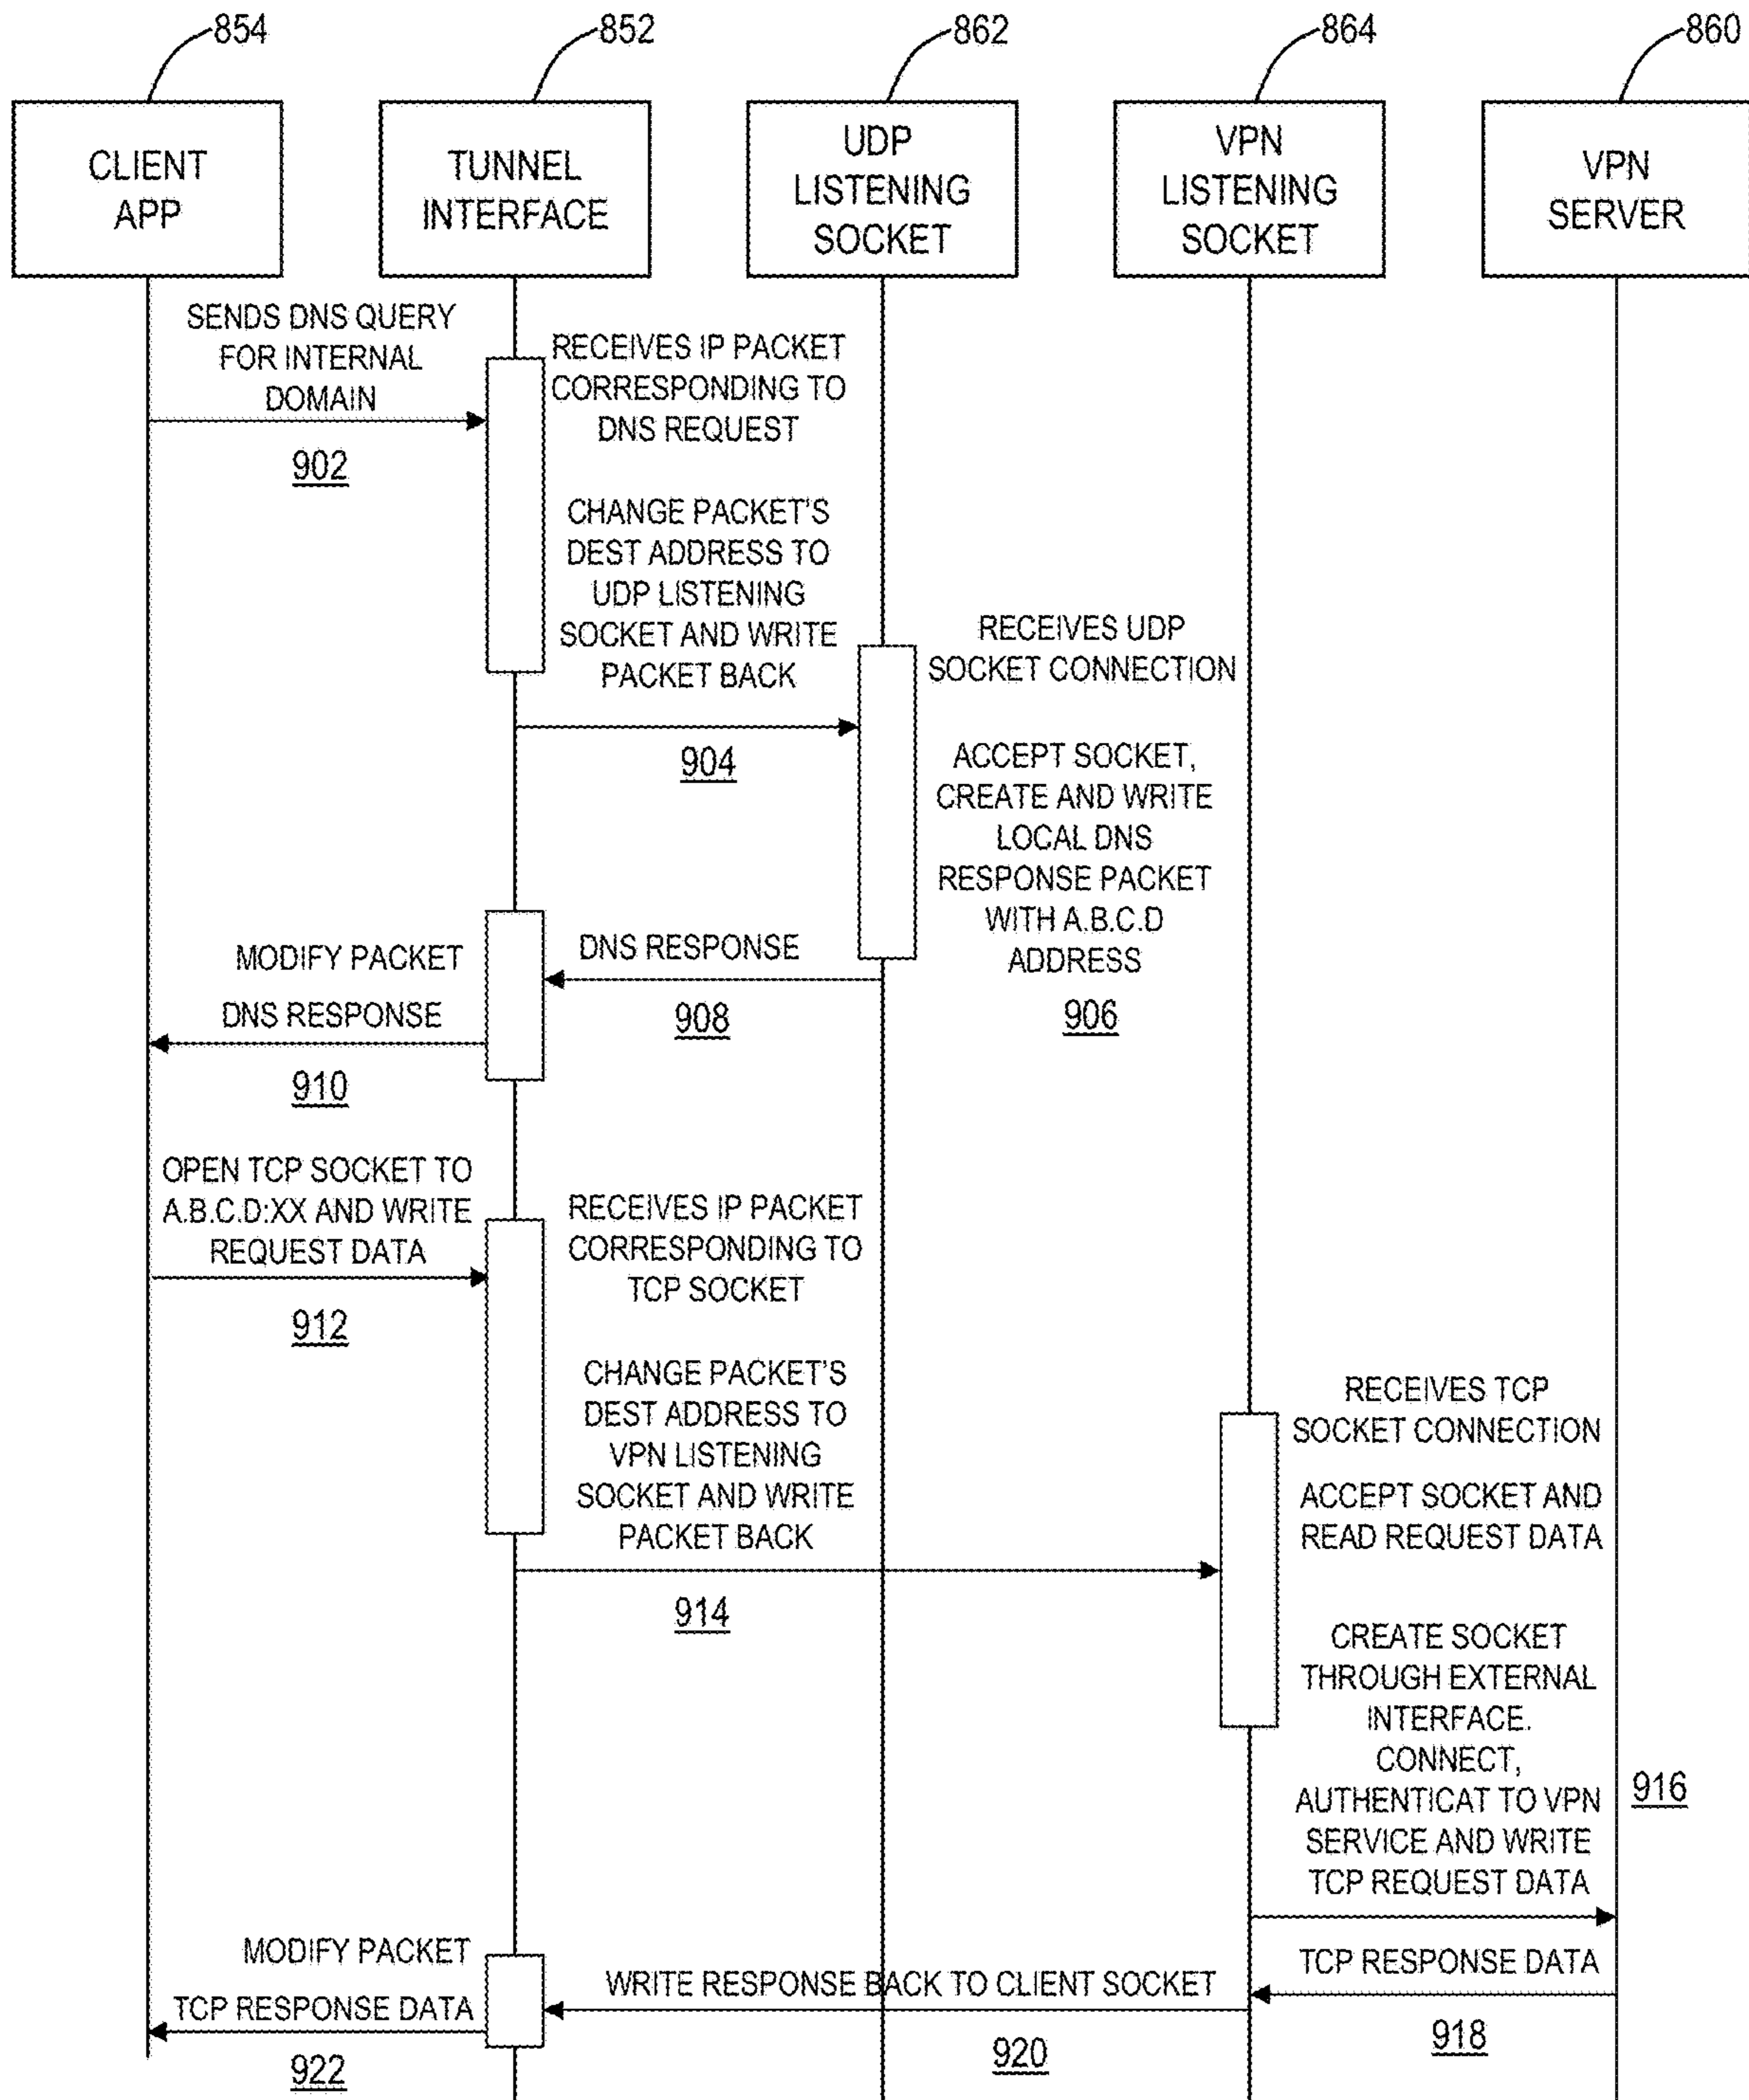 854
852
862
864
860
CLIENT
APP
TUNNEL
INTERFACE
UDP
LISTENING
SOCKET
VPN
LISTENING
SOCKET
VPN
SERVER
SENDS DNS QUERY
FOR INTERNAL
DOMAIN
902
RECEIVES IP PACKET
CORRESPONDING TO
DNS REQUEST
CHANGE PACKET'S
DEST ADDRESS TO
UDP LISTENING
SOCKET AND WRITE
PACKET BACK
904
RECEIVES UDP
SOCKET CONNECTION
ACCEPT SOCKET,
CREATE AND WRITE
LOCAL DNS
RESPONSE PACKET
WITH A.B.C.D
ADDRESS
906
DNS RESPONSE
908
MODIFY PACKET
DNS RESPONSE
910
OPEN TCP SOCKET TO
A.B.C.D:XX AND WRITE
REQUEST DATA
912
RECEIVES IP PACKET
CORRESPONDING TO
TCP SOCKET
CHANGE PACKET'S
DEST ADDRESS TO
VPN LISTENING
SOCKET AND WRITE
PACKET BACK
914
RECEIVES TCP
SOCKET CONNECTION
ACCEPT SOCKET AND
READ REQUEST DATA
CREATE SOCKET
THROUGH EXTERNAL
INTERFACE.
CONNECT,
AUTHENTICAT TO VPN
SERVICE AND WRITE
TCP REQUEST DATA
916
TCP RESPONSE DATA
918
WRITE RESPONSE BACK TO CLIENT SOCKET
920
MODIFY PACKET
TCP RESPONSE DATA
922